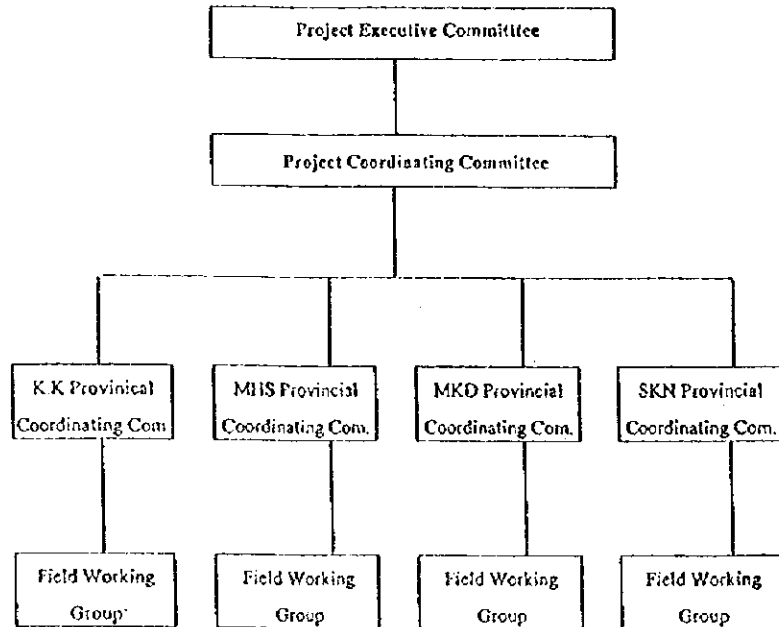 Project Executive Committtee
Project Coordinating Committee
K.K Provinical
Coordinating Com
MHS Provincial
Coordinating Com.
MKD Provincial
Coordinating Com.
SKN Provincial
Coordinating Com.
Field Working
Group
Field Working
Group
Field Working
Group
Field Working
Group